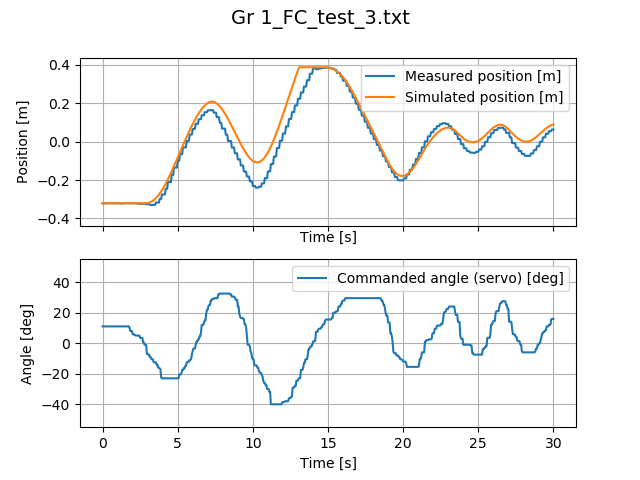 Gr 1_FC_test_3.txt
0.4
0.2
0.0
−0.2
−0.4
Position [m]
Measured position [m]
Simulated position [m]
Time [s]
40
20
0
−20
−40
Angle [deg]
Commanded angle (servo) [deg]
0 5 10 15 20 25 30
Time [s]